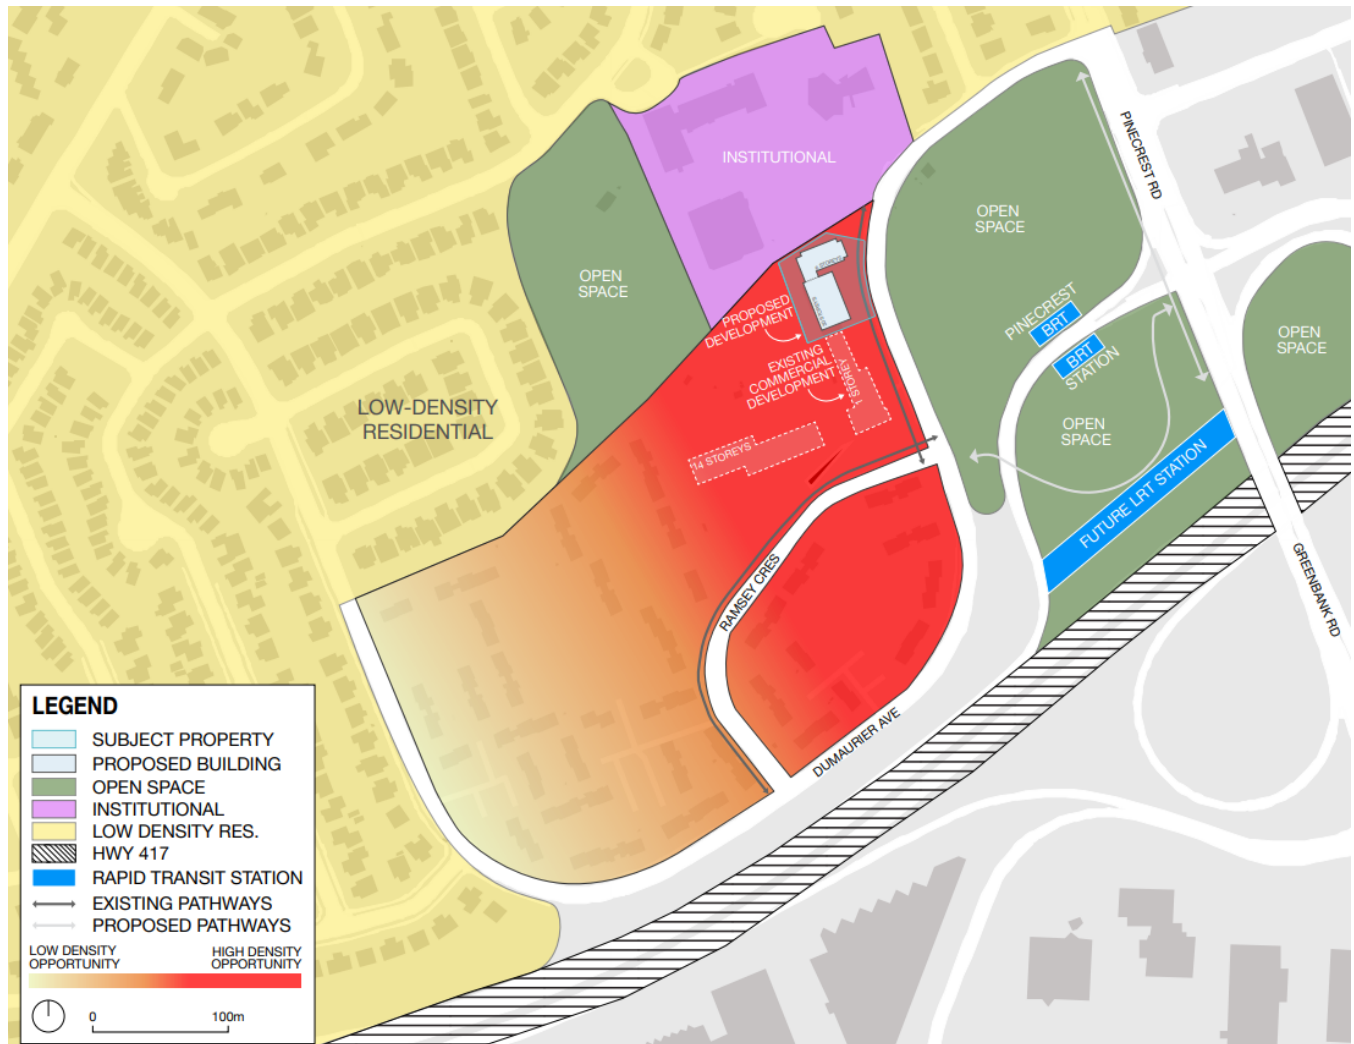 INSTITUTIONAL
PINECREST RD
OPEN
SPACE
OPEN
SPACE
STOREYS
PROPOSED
DEVELOPMENT
PINECREST
BRT
BRT
STATION
OPEN
SPACE
EXISTING
COMMERCIAL
DEVELOPMENT
1 STOREY
LOW-DENSITY
RESIDENTIAL
OPEN
SPACE
14 STOREYS
FUTURE LRT STATION
GREENBANK RD
RAMSEY CRES
DUMAURIER AVE
LEGEND
SUBJECT PROPERTY
PROPOSED BUILDING
OPEN SPACE
INSTITUTIONAL
LOW DENSITY RES.
HWY 417
RAPID TRANSIT STATION
EXISTING PATHWAYS
PROPOSED PATHWAYS
LOW DENSITY
OPPORTUNITY
HIGH DENSITY
OPPORTUNITY
0 100m